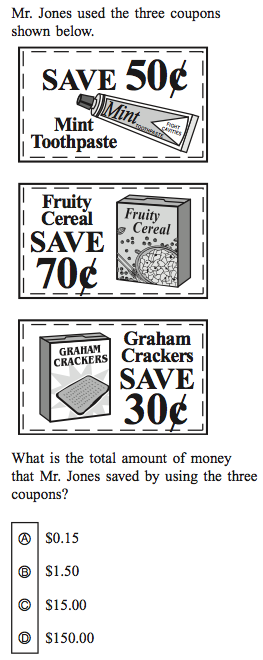 Mr. Jones used the three coupons
shown below.
SAVE 50¢
Mint
TOOTHPASTE
FIGHT
CAVITIES
Mint
Toothpaste
Fruity
Cereal
SAVE
70¢
Fruity
Cereal
GRAHAM
CRACKERS
Graham
Crackers
SAVE
30¢
What is the total amount of money
that Mr. Jones saved by using the three
coupons?
A $0.15
B $1.50
C $15.00
D $150.00